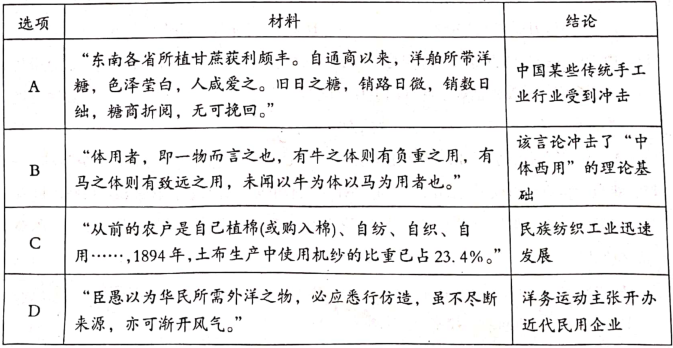 选项 材料 结论
A
“东南各省所植甘蔗获利颇丰。自通商以来，洋舶所带洋
糖，色泽莹白，人咸爱之。旧日之糖，销路日微，销数日
绌，糖商折阅，无可挽回。”
中国某些传统手工
业行业受到冲击
B
“体用者，即一物而言之也，有牛之体则有负重之用，有
马之体则有致远之用，未闻以牛为体以马为用者也。”
该言论冲击了“中
体西用”的理论基
础
C
“从前的农户是自己植棉(或购入棉)、自纺、自织、自
用……，1894年，土布生产中使用机纱的比重已占23.4%。”
民族纺织工业迅速
发展
D
“臣愚以为华民所需外洋之物，必应悉行仿造，虽不尽断
来源，亦可渐开风气。”
洋务运动主张开办
近代民用企业